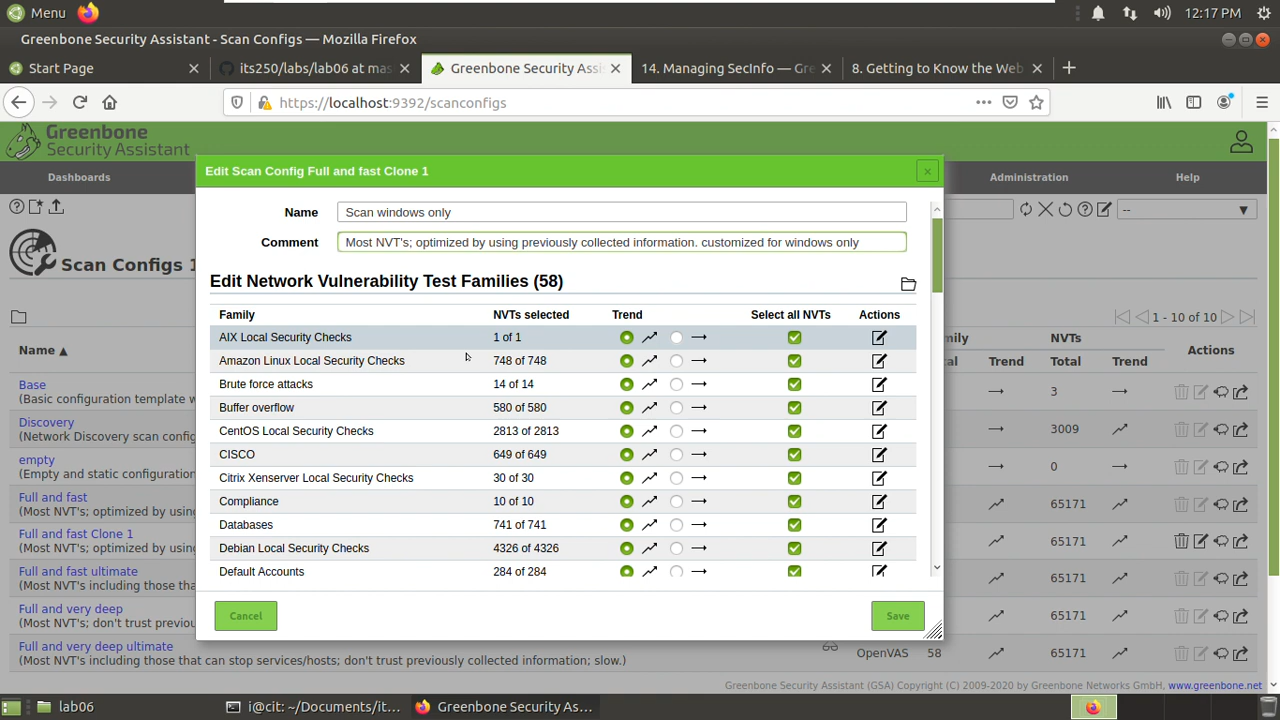 Menu
12:17 PM
Greenbone Security Assistant - Scan Configs — Mozilla Firefox
Start Page
its250/labs/lab06 at mas
Greenbone Security Assis
14. Managing SecInfo — Gre
8. Getting to Know the Web
https://localhost:9392/scanconfigs
Greenbone
Security Assistant
Dashboards
Administration
Help
Edit Scan Config Full and fast Clone 1
Name
Scan windows only
Comment
Most NVT's; optimized by using previously collected information. customized for windows only
--
Scan Configs 1
Edit Network Vulnerability Test Families (58)
Family NVTs selected Trend Select all NVTs Actions
AIX Local Security Checks 1 of 1
Amazon Linux Local Security Checks 748 of 748
Brute force attacks 14 of 14
Buffer overflow 580 of 580
CentOS Local Security Checks 2813 of 2813
CISCO 649 of 649
Citrix Xenserver Local Security Checks 30 of 30
Compliance 10 of 10
Databases 741 of 741
Debian Local Security Checks 4326 of 4326
Default Accounts 284 of 284
Cancel
Save
1 - 10 of 10
Name ▲
mily NVTs
al Trend Total Trend Actions
Base
(Basic configuration template w
3
Discovery
(Network Discovery scan config
3009
empty
(Empty and static configuration
0
Full and fast
(Most NVT's; optimized by using
65171
Full and fast Clone 1
(Most NVT's; optimized by using
65171
Full and fast ultimate
(Most NVT's including those tha
65171
Full and very deep
(Most NVT's; don't trust previou
65171
Full and very deep ultimate
(Most NVT's including those that can stop services/hosts; don't trust previously collected information; slow.)
OpenVAS 58 65171
Greenbone Security Assistant (GSA) Copyright (C) 2009-2020 by Greenbone Networks GmbH, www.greenbone.net
lab06
i@cit: ~/Documents/it...
Greenbone Security As...